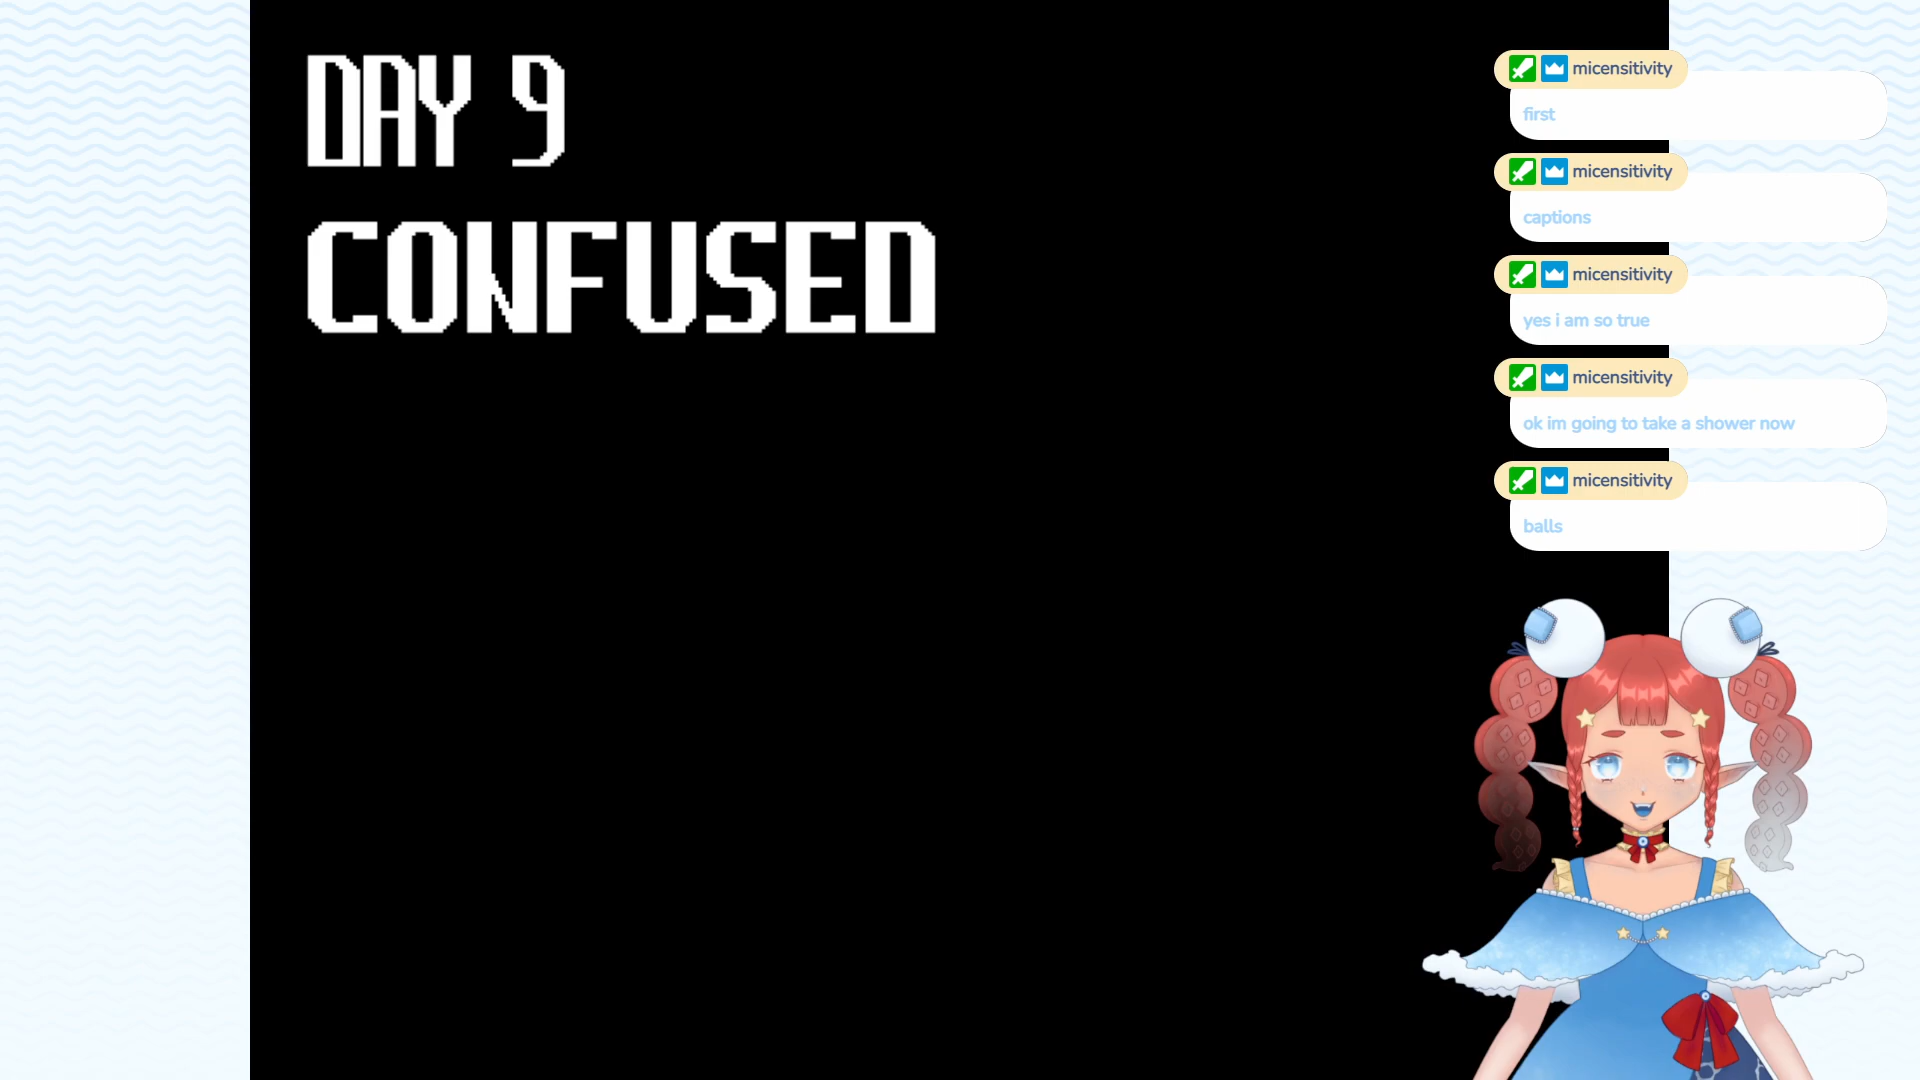 DAY 9
CONFUSED
micensitivity
first
micensitivity
captions
micensitivity
yes i am so true
micensitivity
ok im going to take a shower now
micensitivity
balls